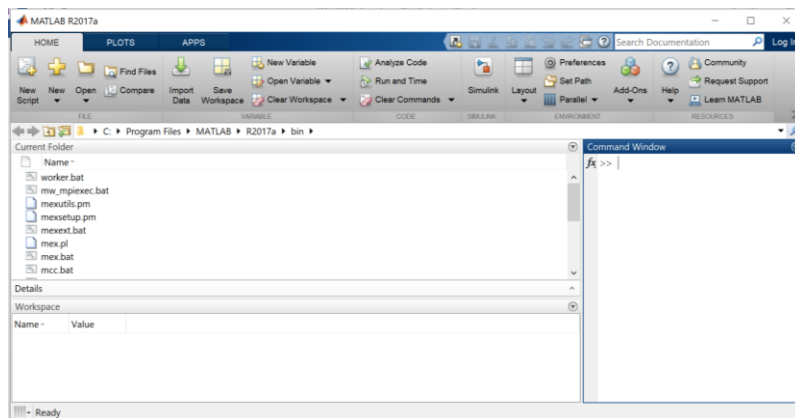 MATLAB R2017a
HOME PLOTS APPS Search Documentation Log In
New Script New Open Find Files Compare Import Data Save Workspace New Variable Open Variable Clear Workspace Analyze Code Run and Time Clear Commands Simulink Layout Preferences Set Path Parallel Add-Ons Help Community Request Support Learn MATLAB
FILE VARIABLE CODE SIMULINK ENVIRONMENT RESOURCES
C: Program Files MATLAB R2017a bin
Current Folder
Name
worker.bat
mw_mpiexec.bat
mexutils.pm
mexsetup.pm
mexext.bat
mex.pl
mex.bat
mcc.bat
Details
Workspace
Name Value
Command Window
fx >>
Ready